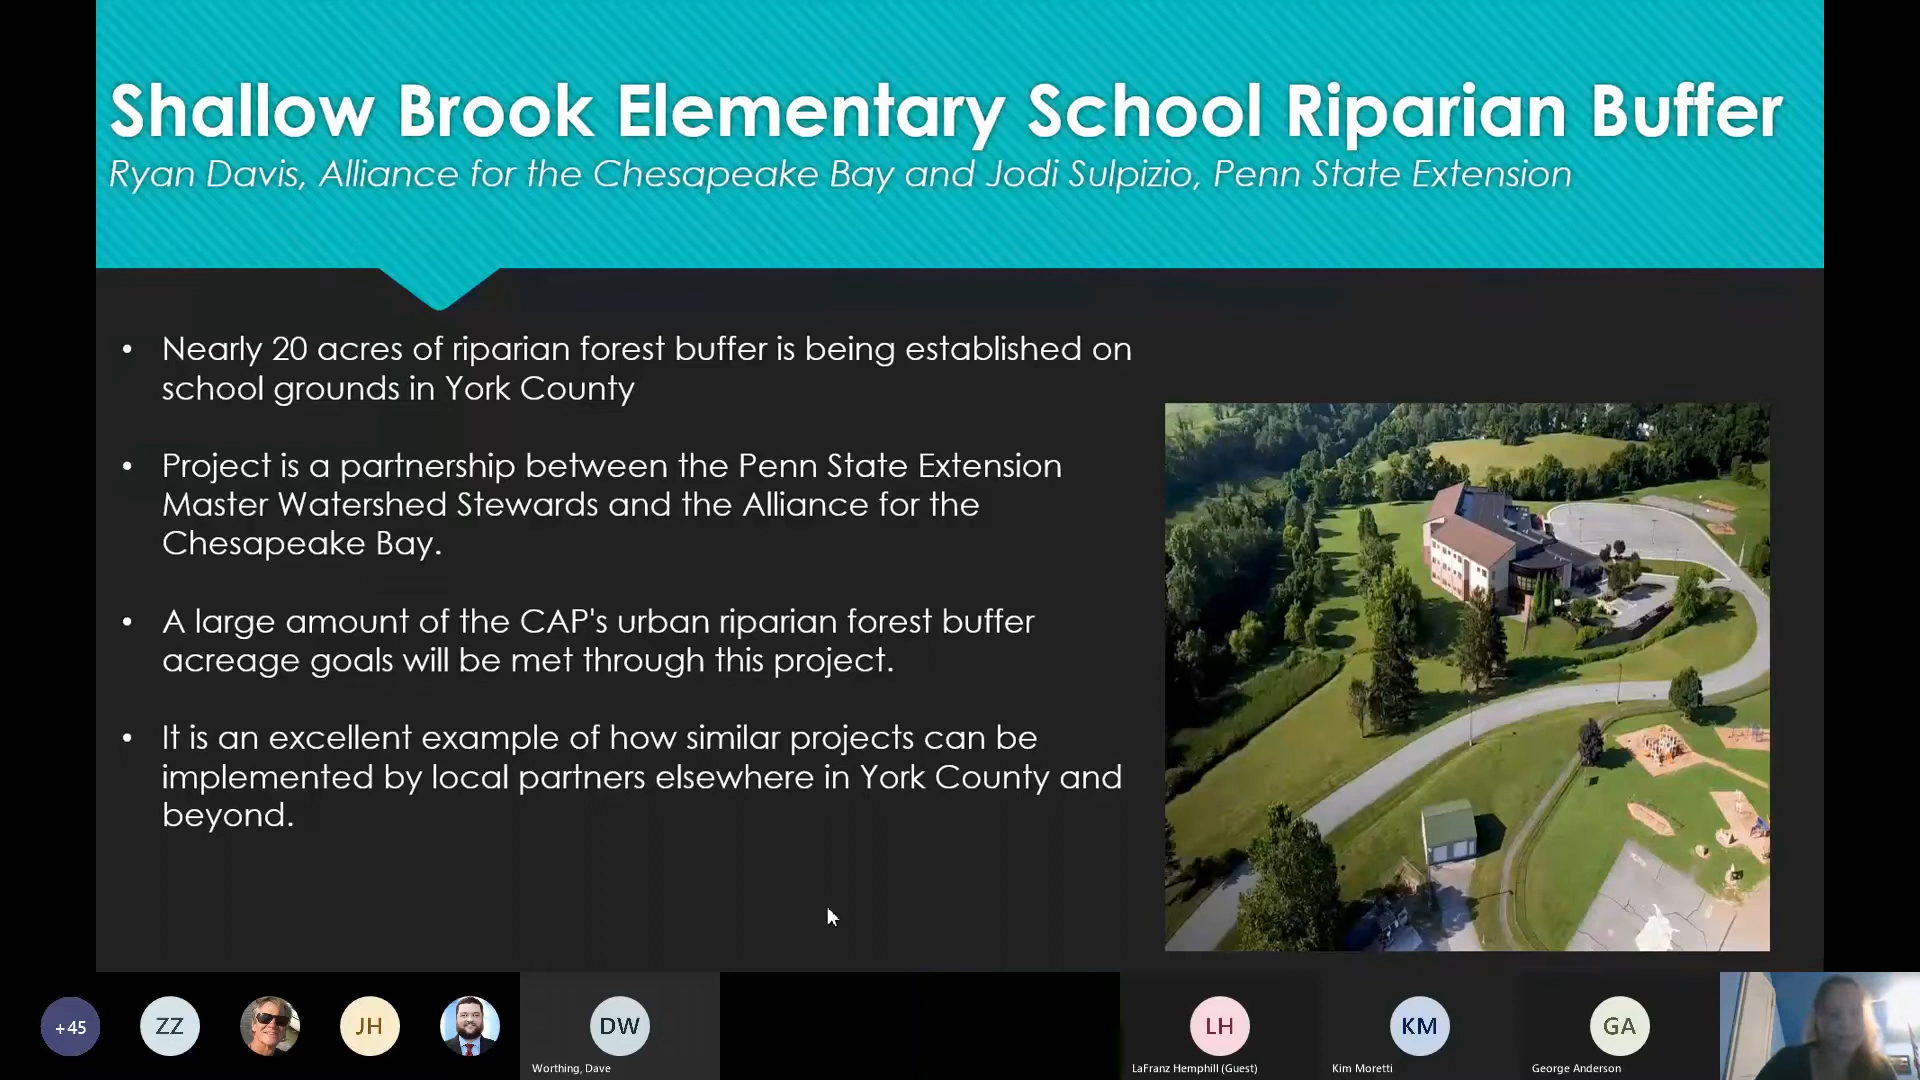 Shallow Brook Elementary School Riparian Buffer
Ryan Davis, Alliance for the Chesapeake Bay and Jodi Sulpizio, Penn State Extension
• Nearly 20 acres of riparian forest buffer is being established on
school grounds in York County
• Project is a partnership between the Penn State Extension
Master Watershed Stewards and the Alliance for the
Chesapeake Bay.
• A large amount of the CAP's urban riparian forest buffer
acreage goals will be met through this project.
• It is an excellent example of how similar projects can be
implemented by local partners elsewhere in York County and
beyond.
+45
ZZ
JH
DW
Worthing, Dave
LH
LaFranz Hemphill (Guest)
KM
Kim Moretti
GA
George Anderson